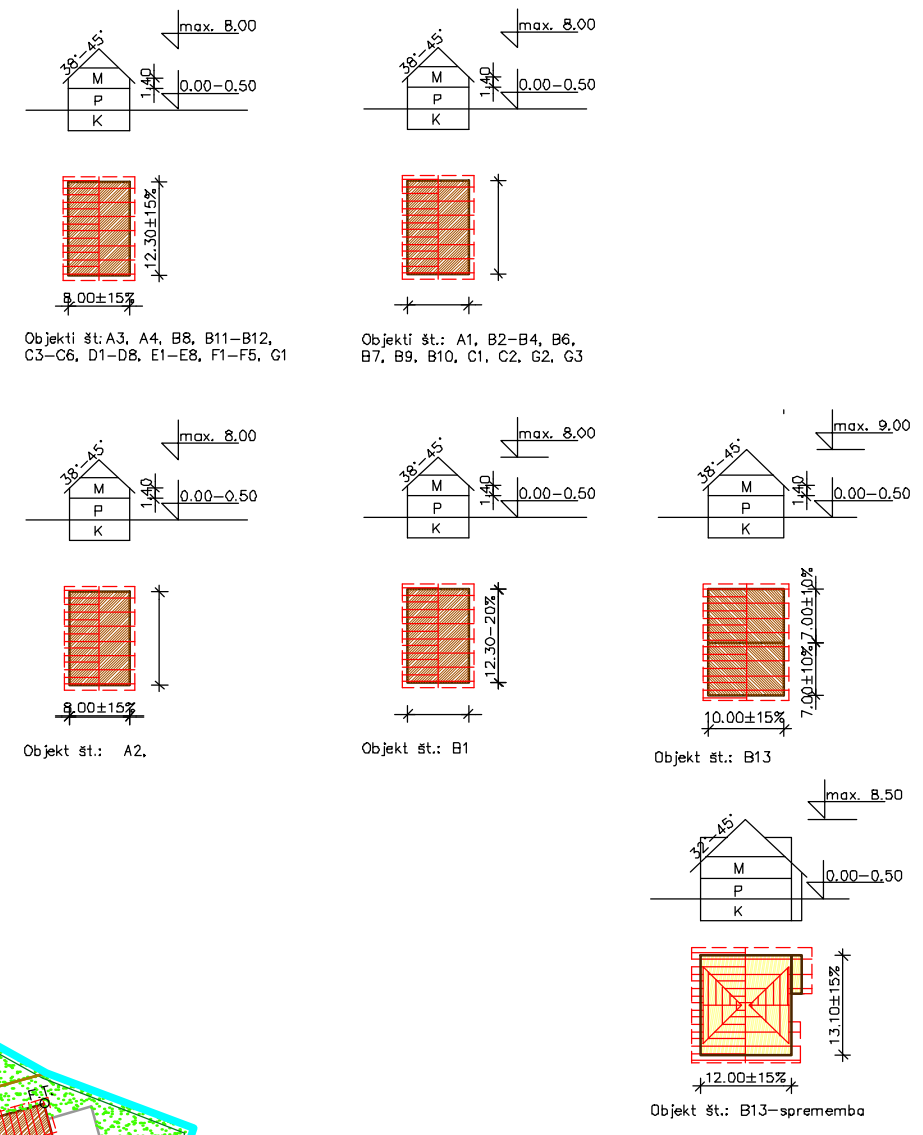 max. 8.00
38°-45°
M
1.40
0.00-0.50
P
K
12.30±15%
8.00±15%
Objekti št:A3, A4, B8, B11-B12,
C3-C6, D1-D8, E1-E8, F1-F5, G1
max. 8.00
38°-45°
M
1.40
0.00-0.50
P
K
Objekti št.: A1, B2-B4, B6,
B7, B9, B10, C1, C2, G2, G3
max. 8.00
38°-45°
M
1.40
0.00-0.50
P
K
8.00±15%
Objekt št.: A2,
max. 8.00
38°-45°
M
1.40
0.00-0.50
P
K
12.30-20%
Objekt št.: B1
max. 9.00
38°-45°
M
1.40
0.00-0.50
P
K
7.00±10%
7.00±10%
10.00±15%
Objekt št.: B13
max. 8.50
32°-45°
M
0.00-0.50
P
K
13.10±15%
12.00±15%
Objekt št.: B13-sprememba
F.T.